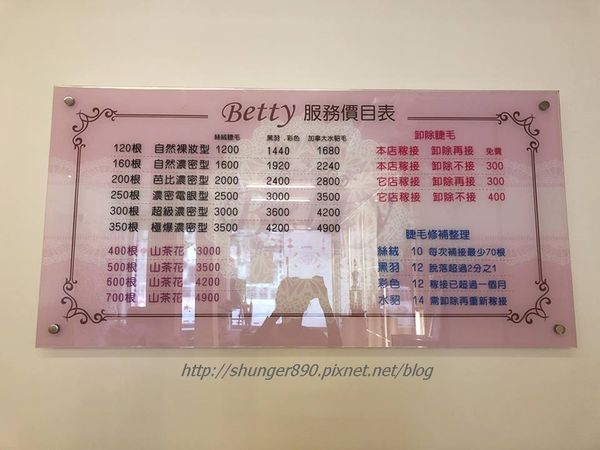 Betty 服務價目表
絲絨睫毛 黑羽.彩色 加拿大水貂毛
120根 自然裸妝型 1200 1440 1680
160根 自然濃密型 1600 1920 2240
200根 芭比濃密型 2000 2400 2800
250根 濃密電眼型 2500 3000 3500
300根 超級濃密型 3000 3600 4200
350根 極爆濃密型 3500 4200 4900
400根 山茶花 3000
500根 山茶花 3500
600根 山茶花 4200
700根 山茶花 4900
卸除睫毛
本店嫁接 卸除再接 免費
本店嫁接 卸除不接 300
它店嫁接 卸除再接 300
它店嫁接 卸除不接 400
睫毛修補整理
絲絨 10 每次補接最少70根
黑羽 12 脫落超過2分之1
彩色 12 稼接已超過一個月
水貂 14 需卸除再重新稼接
http://shunger890.pixnet.net/blog